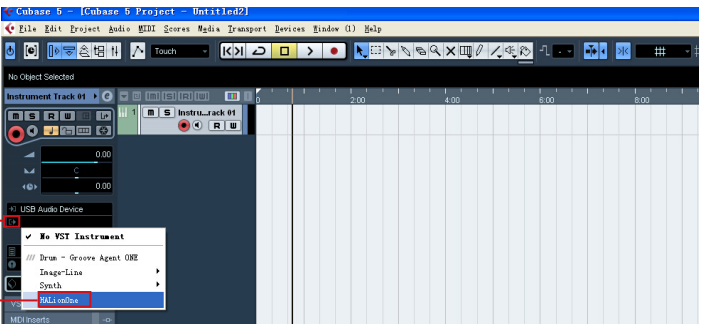 Cubase 5 - [Cubase 5 Project - Untitled2]
File Edit Project Audio MIDI Scores Media Transport Devices Window (1) Help
Touch
No Object Selected
Instrument Track 01
0 2:00 4:00 6:00 8:00
M S R W
1 M S Instru...rack 01
R W
0.00
C
0.00
USB Audio Device
No VST Instrument
Drum - Groove Agent ONE
Image-Line
Synth
HALionOne
MIDI Inserts